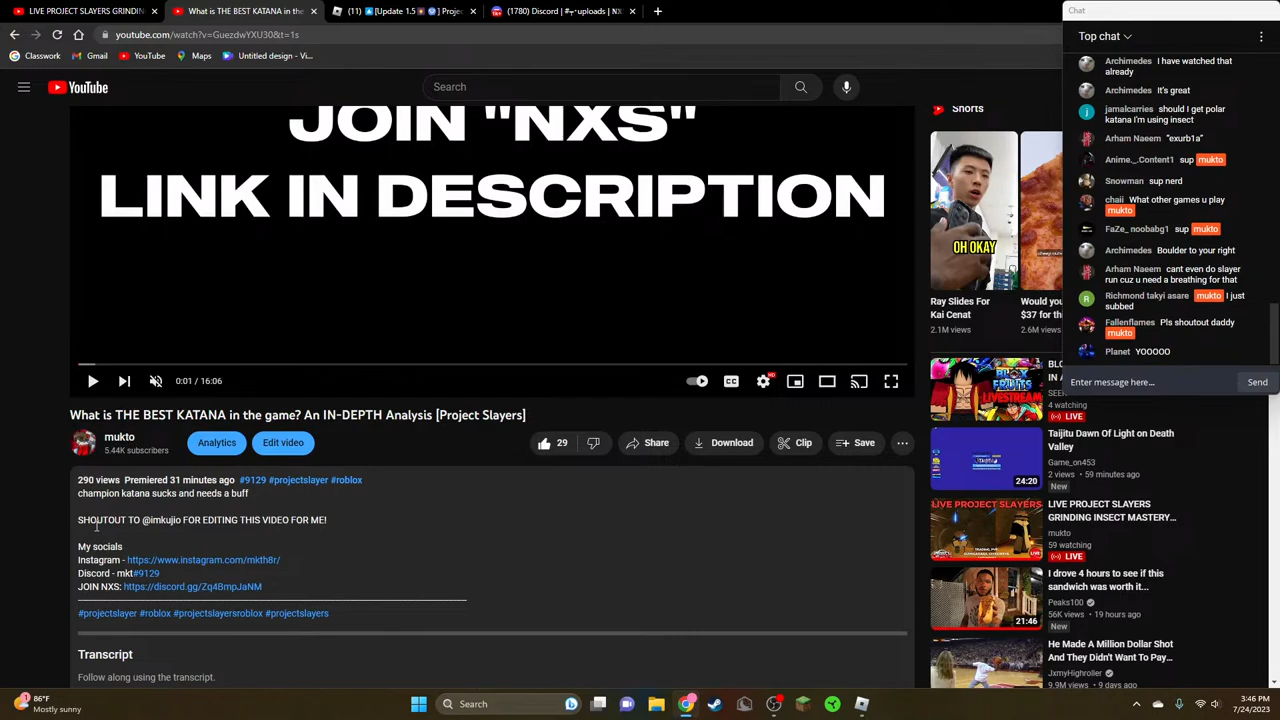 LIVE PROJECT SLAYERS GRINDIN
What is THE BEST KATANA in the
(11) [Update 1.5 ] Projec
(1780) Discord | uploads | NX
youtube.com/watch?v=GuezdwYXU30&t=1s
Classwork
Gmail
YouTube
Maps
Untitled design -
YouTube
Search
JOIN "NXS"
LINK IN DESCRIPTION
0:01 / 16:06
CC
HD
What is THE BEST KATANA in the game? An IN-DEPTH Analysis [Project Slayers]
mukto
5.44K subscribers
Analytics
Edit video
29
Share
Download
Clip
Save
290 views Premiered 31 minutes ago #9129 #projectslayer #roblox
champion katana sucks and needs a buff
SHOUTOUT TO @imkujio FOR EDITING THIS VIDEO FOR ME!
My socials
Instagram - https://www.instagram.com/mkth8r/
Discord - mkt#9129
JOIN NXS: https://discord.gg/Zq4BmpJaNM
#projectslayer #roblox #projectslayersroblox #projectslayers
Transcript
Follow along using the transcript.
Shorts
OH OKAY
Ray Slides For
Kai Cenat
2.1M views
Would you
$37 for th
2.6M views
BLOX FRUITS
LIVESTREAM
BLO
IN A
SEE
4 watching
LIVE
24:20
Taijitu Dawn Of Light on Death
Valley
Game_on453
2 views • 59 minutes ago
New
LIVE PROJECT SLAYERS
LIVE PROJECT SLAYERS
GRINDING INSECT MASTERY...
mukto
59 watching
LIVE
21:46
I drove 4 hours to see if this
sandwich was worth it...
Peaks100
56K views • 19 hours ago
New
He Made A Million Dollar Shot
And They Didn't Want To Pay...
JxmyHighroller
9.9M views • 9 days ago
Chat
Top chat
Archimedes I have watched that
already
Archimedes It's great
jamalcarries should I get polar
katana I'm using insect
Arham Naeem "exurb1a"
Anime._.Content1 sup mukto
Snowman sup nerd
chaii What other games u play
mukto
FaZe_ noobabg1 sup mukto
Archimedes Boulder to your right
Arham Naeem cant even do slayer
run cuz u need a breathing for that
Richmond takyi asare mukto I just
subbed
Fallenflames Pls shoutout daddy
mukto
Planet YOOOOO
Enter message here...
Send
86°F
Mostly sunny
Search
3:46 PM
7/24/2023